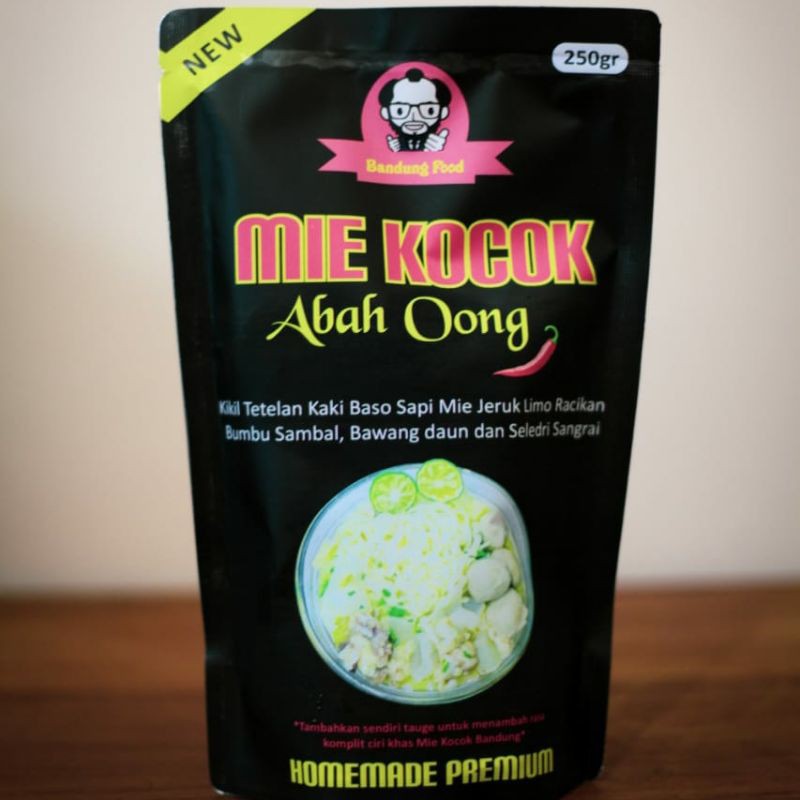 NEW
250gr
Bandung Food
MIE KOCOK
Abah Oong
Kikil Tetelan Kaki Baso Sapi Mie Jeruk Limo Racikan
Bumbu Sambal, Bawang daun dan Seledri Sangrai
*Tambahkan sendiri tauge untuk menambah rasa
komplit ciri khas Mie Kocok Bandung*
HOMEMADE PREMIUM